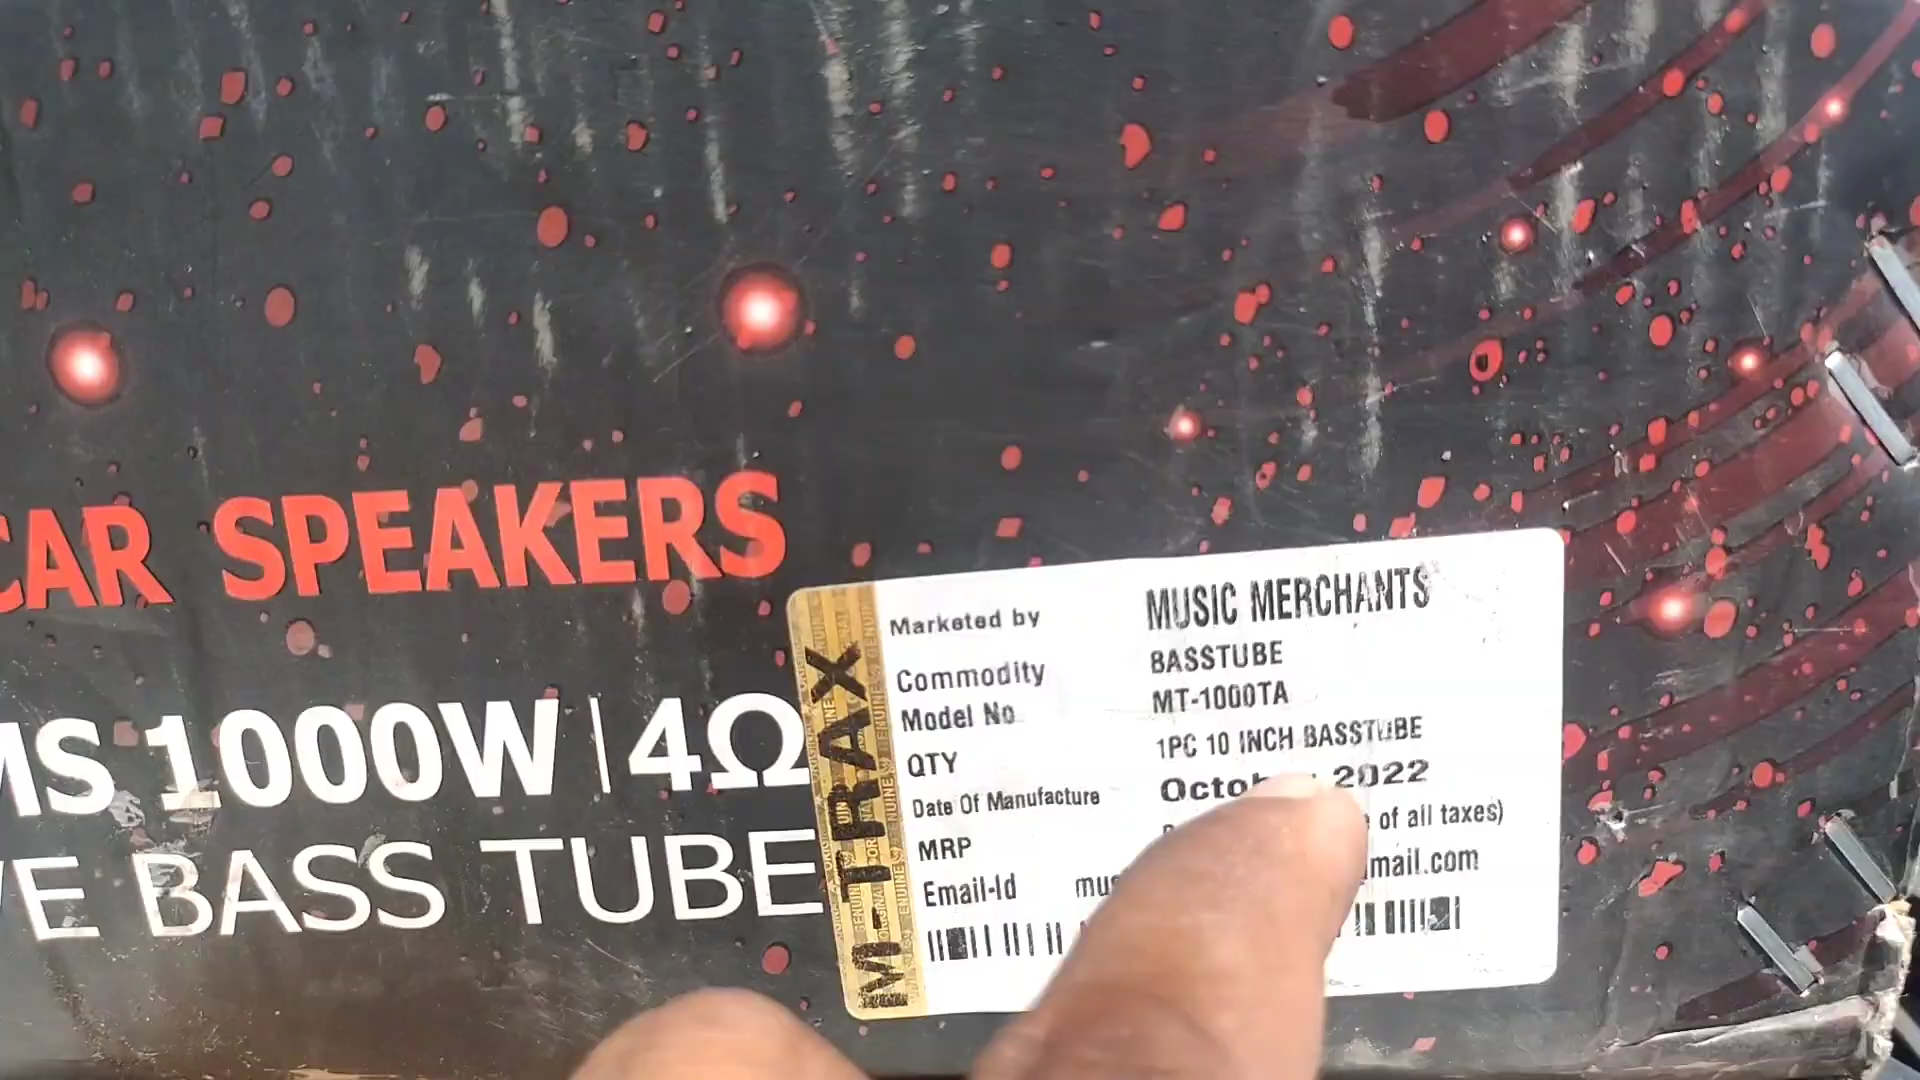 CAR SPEAKERS
MS 1000W | 4Ω
VE BASS TUBE
M-TRAX
Marketed by MUSIC MERCHANTS
Commodity BASSTUBE
Model No MT-1000TA
QTY 1PC 10 INCH BASSTUBE
Date Of Manufacture 2022
MRP of all taxes)
Email-Id mus mail.com